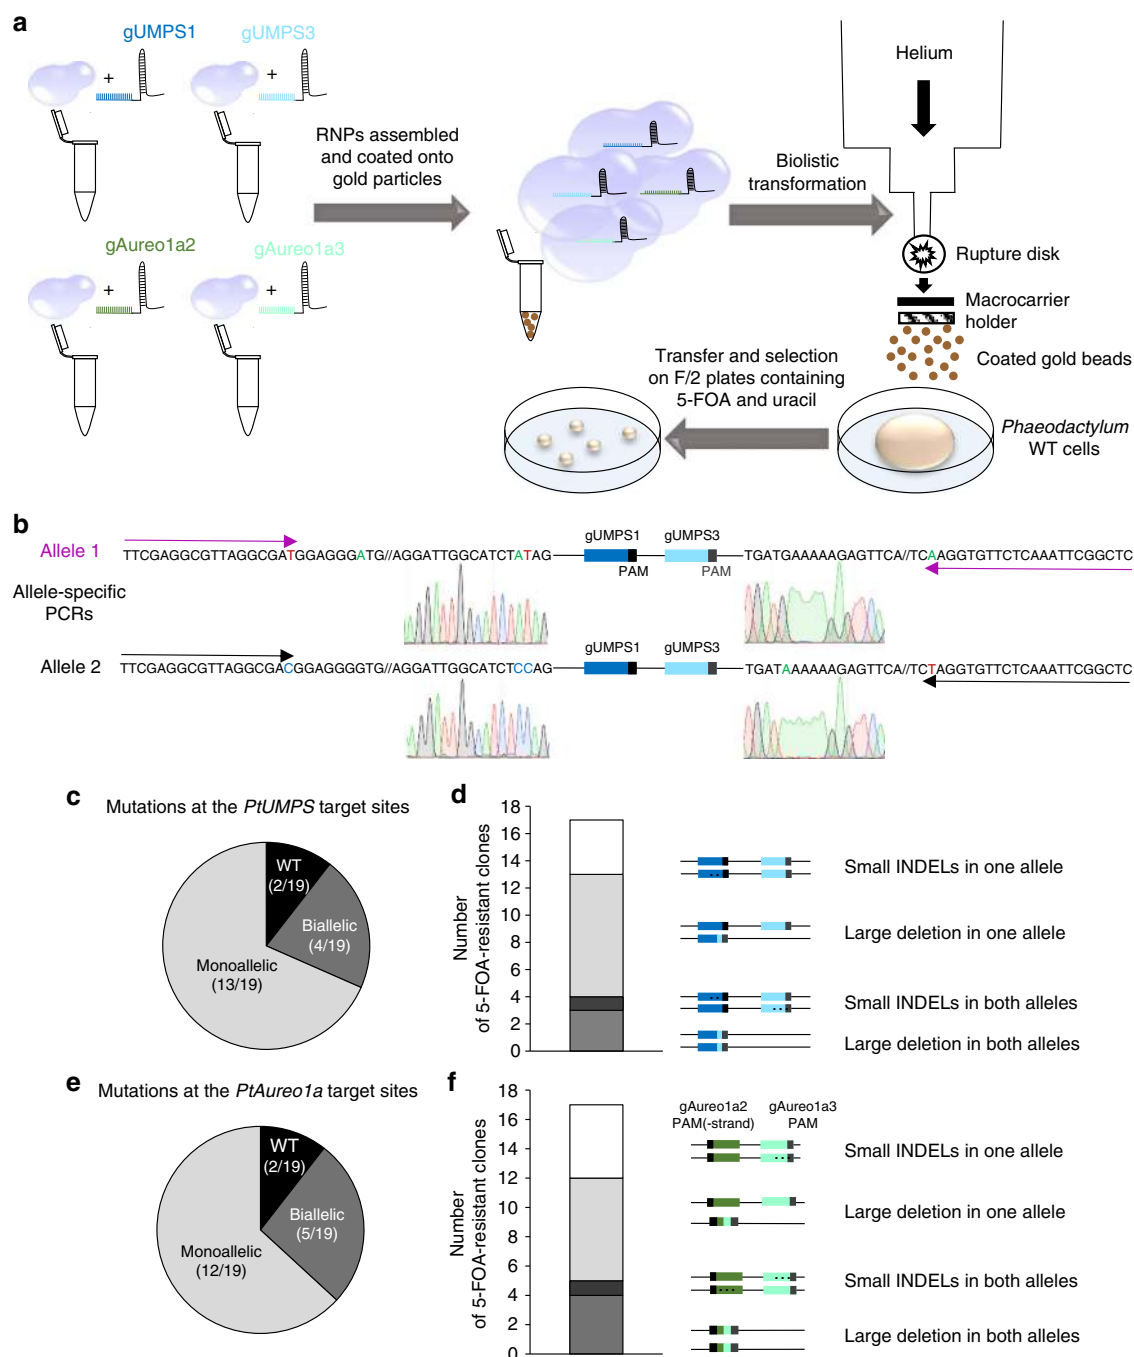 a
gUMPS1
gUMPS3
+
+
gAureo1a2
gAureo1a3
+
+
RNPs assembled
and coated onto
gold particles
Biolistic
transformation
Helium
Rupture disk
Macrocarrier
holder
Coated gold beads
Phaeodactylum
WT cells
Transfer and selection
on F/2 plates containing
5-FOA and uracil
b
Allele 1
TTCGAGGCGTTAGGCGATGGAGGGATG//AGGATTGGCATCTATAG
gUMPS1
gUMPS3
PAM
PAM
TGATGAAAAAGAGTTCA//TCAAGGTGTTCTCAAATTCGGCTC
Allele-specific
PCRs
Allele 2
TTCGAGGCGTTAGGCGACGGAGGGGTG//AGGATTGGCATCTCCAG
gUMPS1
gUMPS3
TGATAAAAAAGAGTTCA//TCTAGGTGTTCTCAAATTCGGCTC
c
Mutations at the PtUMPS target sites
WT
(2/19)
Biallelic
(4/19)
Monoallelic
(13/19)
d
Number
of 5-FOA-resistant clones
18
16
14
12
10
8
6
4
2
0
Small INDELs in one allele
Large deletion in one allele
Small INDELs in both alleles
Large deletion in both alleles
e
Mutations at the PtAureo1a target sites
WT
(2/19)
Biallelic
(5/19)
Monoallelic
(12/19)
f
Number
of 5-FOA-resistant clones
18
16
14
12
10
8
6
4
2
0
gAureo1a2
PAM(-strand)
gAureo1a3
PAM
Small INDELs in one allele
Large deletion in one allele
Small INDELs in both alleles
Large deletion in both alleles